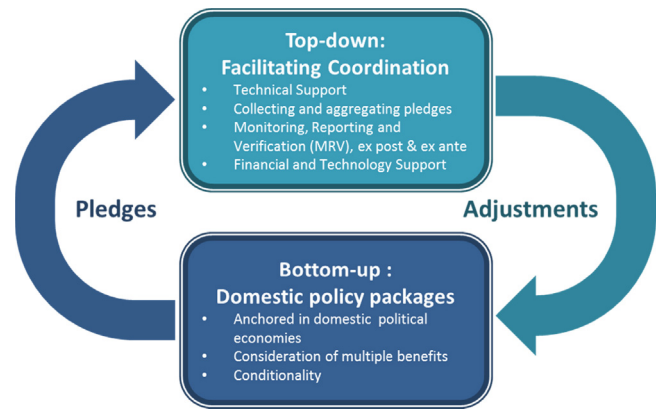 Top-down:
Facilitating Coordination
• Technical Support
• Collecting and aggregating pledges
• Monitoring, Reporting and
Verification (MRV), ex post & ex ante
• Financial and Technology Support
Pledges
Adjustments
Bottom-up :
Domestic policy packages
• Anchored in domestic political
economies
• Consideration of multiple benefits
• Conditionality